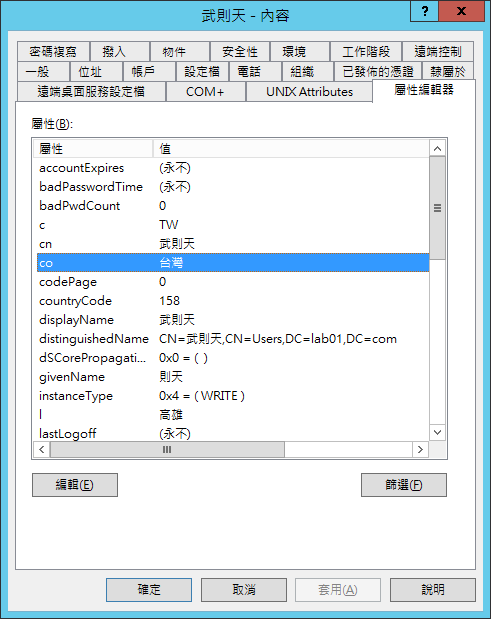 武則天 - 內容
? x
密碼複寫 撥入 物件 安全性 環境 工作階段 遠端控制
一般 位址 帳戶 設定檔 電話 組織 已發佈的憑證 隸屬於
遠端桌面服務設定檔 COM+ UNIX Attributes 屬性編輯器
屬性(B):
屬性 值
accountExpires (永不)
badPasswordTime (永不)
badPwdCount 0
c TW
cn 武則天
co 台灣
codePage 0
countryCode 158
displayName 武則天
distinguishedName CN=武則天,CN=Users,DC=lab01,DC=com
dSCorePropagati... 0x0 = ( )
givenName 則天
instanceType 0x4 = ( WRITE )
l 高雄
lastLogoff (永不)
編輯(E) 篩選(F)
確定 取消 套用(A) 說明